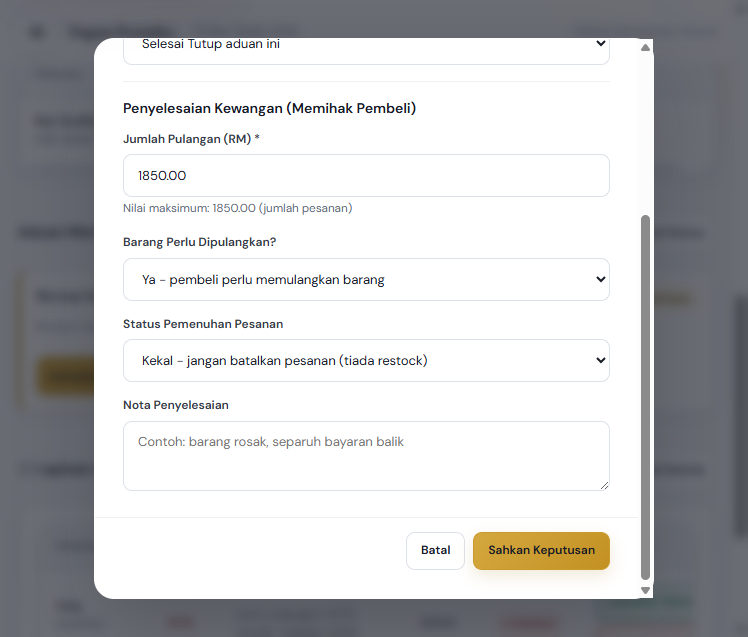 Selesai Tutup aduan ini
Penyelesaian Kewangan (Memihak Pembeli)
Jumlah Pulangan (RM) *
1850.00
Nilai maksimum: 1850.00 (jumlah pesanan)
Barang Perlu Dipulangkan?
Ya - pembeli perlu memulangkan barang
Status Pemenuhan Pesanan
Kekal - jangan batalkan pesanan (tiada restock)
Nota Penyelesaian
Contoh: barang rosak, separuh bayaran balik
Batal
Sahkan Keputusan